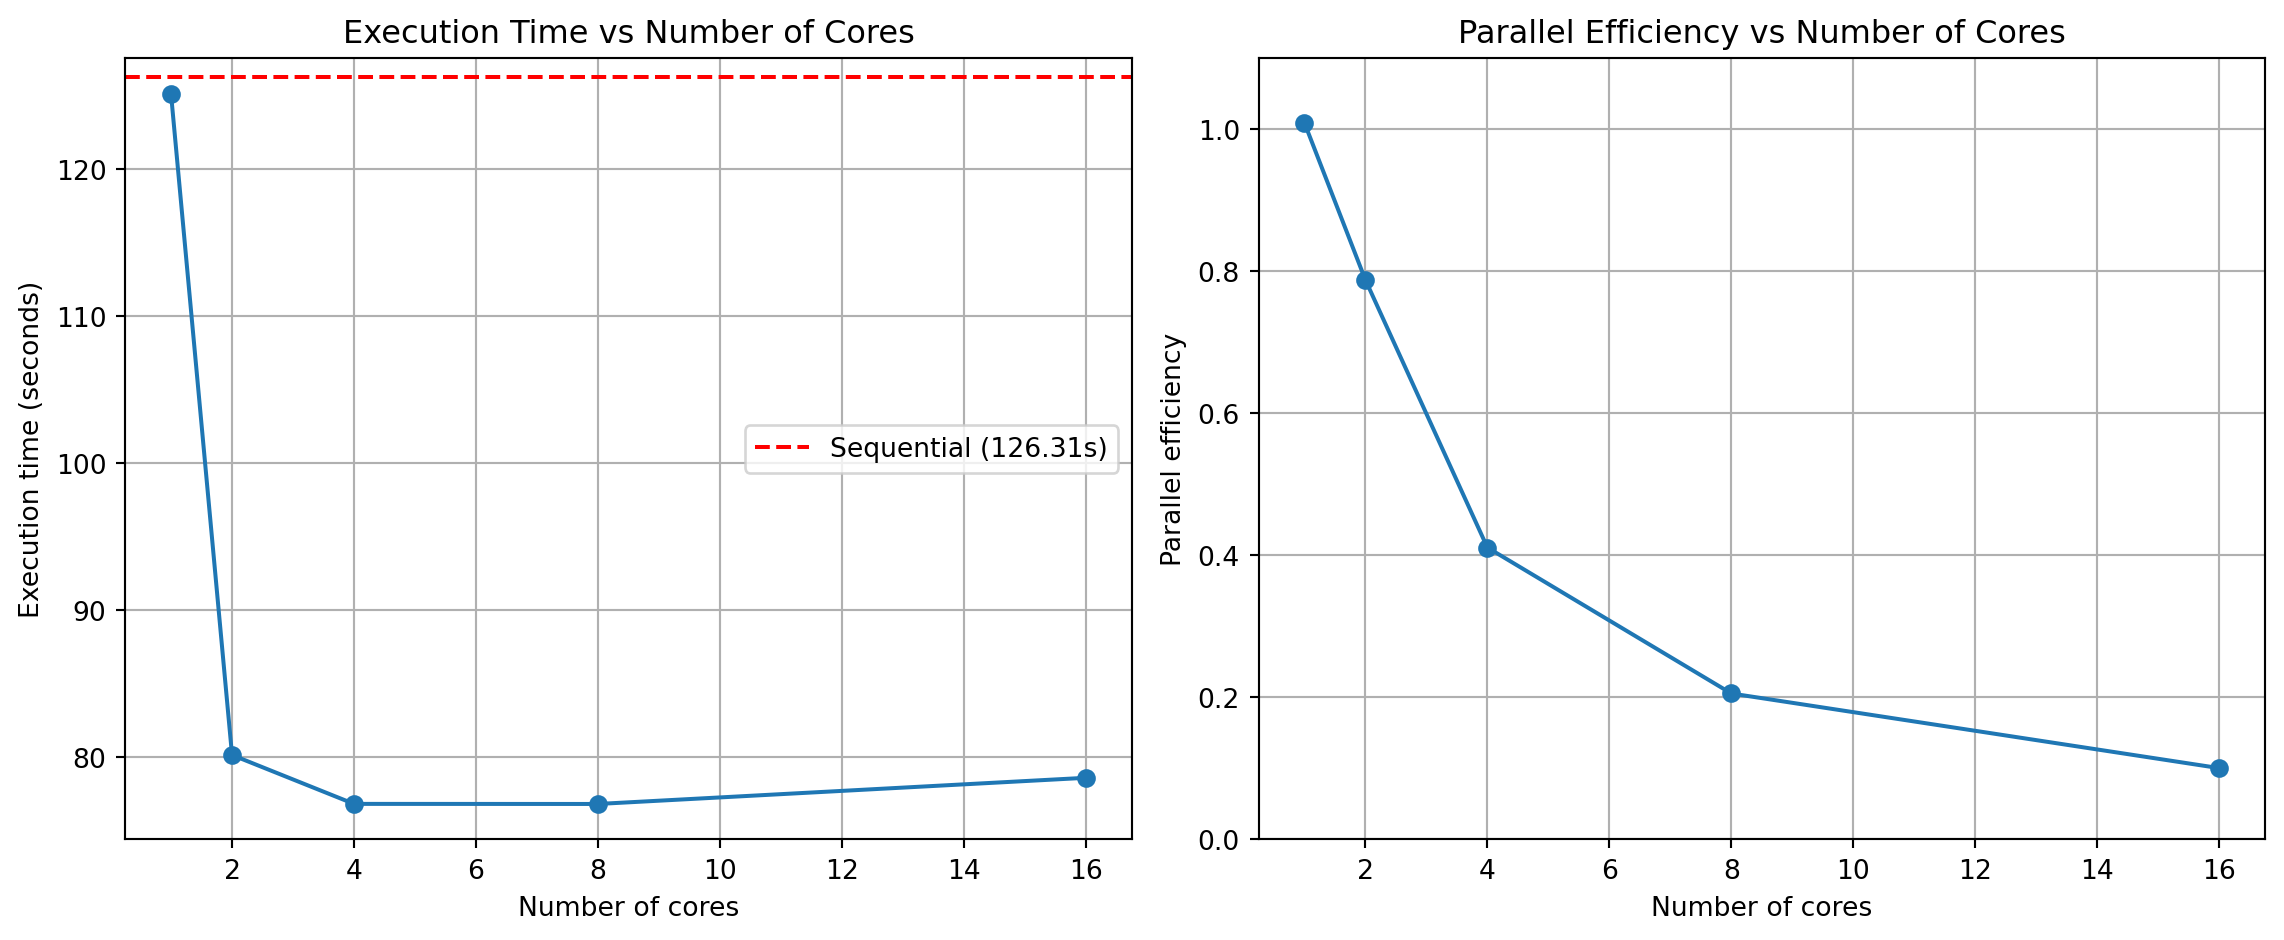 Execution Time vs Number of Cores
Execution time (seconds)
120
110
100
90
80
Sequential (126.31s)
2 4 6 8 10 12 14 16
Number of cores
Parallel Efficiency vs Number of Cores
Parallel efficiency
1.0
0.8
0.6
0.4
0.2
0.0
2 4 6 8 10 12 14 16
Number of cores